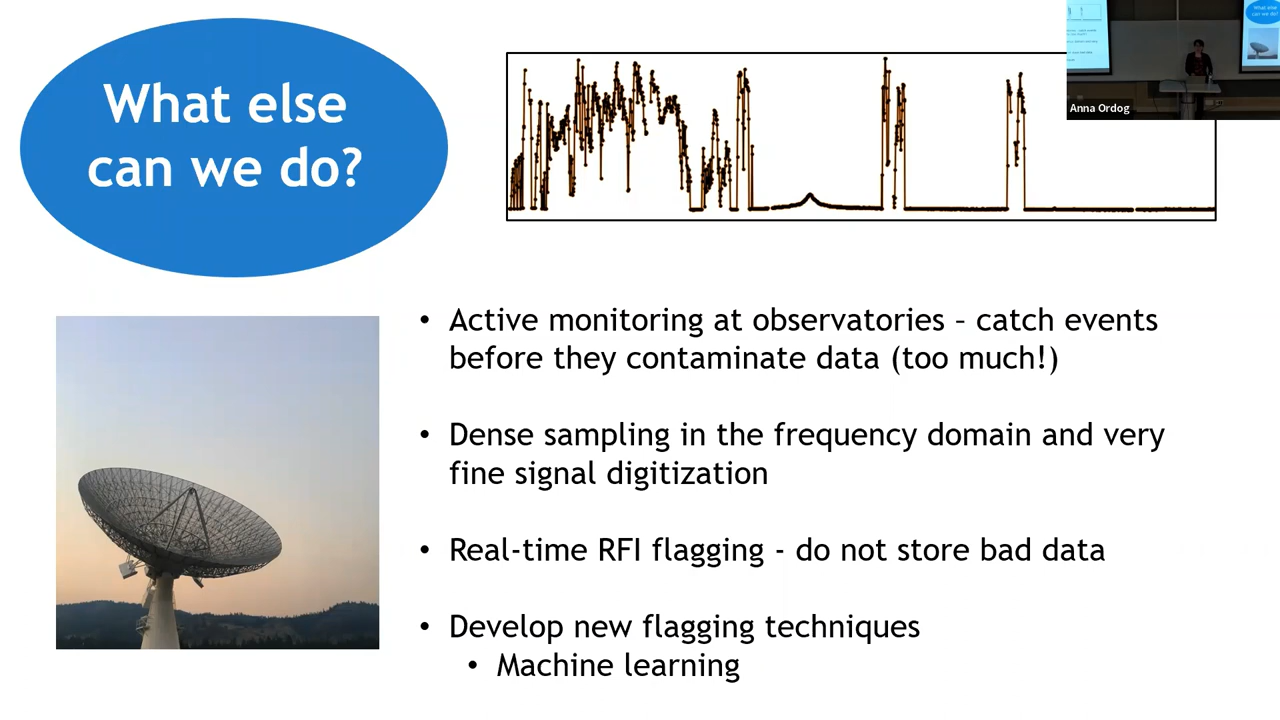 What else
can we do?
Anna Ordog
• Active monitoring at observatories – catch events
before they contaminate data (too much!)
• Dense sampling in the frequency domain and very
fine signal digitization
• Real-time RFI flagging - do not store bad data
• Develop new flagging techniques
• Machine learning